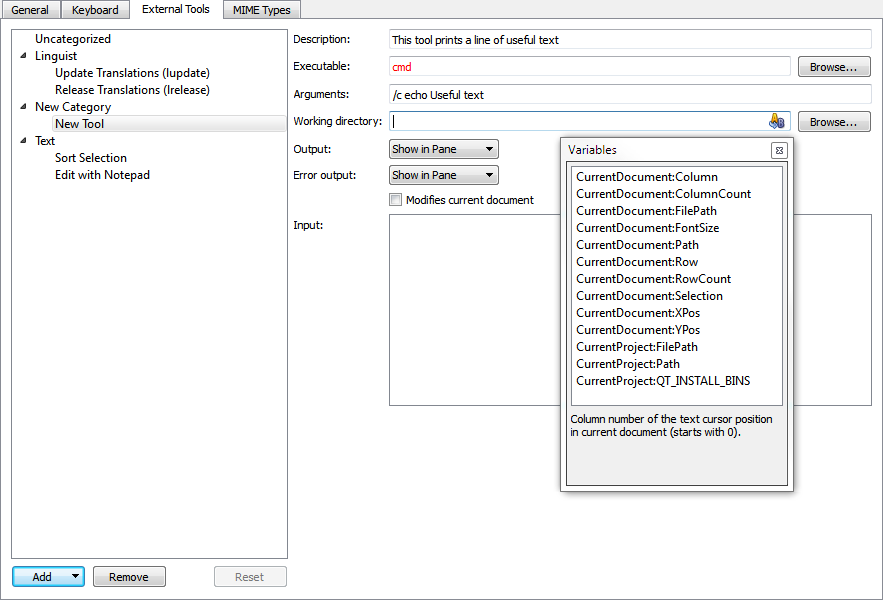 General Keyboard External Tools MIME Types
Uncategorized
Linguist
Update Translations (lupdate)
Release Translations (lrelease)
New Category
New Tool
Text
Sort Selection
Edit with Notepad
Description: This tool prints a line of useful text
Executable: cmd Browse...
Arguments: /c echo Useful text
Working directory: Browse...
Output: Show in Pane
Error output: Show in Pane
Modifies current document
Input:
Variables
CurrentDocument:Column
CurrentDocument:ColumnCount
CurrentDocument:FilePath
CurrentDocument:FontSize
CurrentDocument:Path
CurrentDocument:Row
CurrentDocument:RowCount
CurrentDocument:Selection
CurrentDocument:XPos
CurrentDocument:YPos
CurrentProject:FilePath
CurrentProject:Path
CurrentProject:QT_INSTALL_BINS
Column number of the text cursor position
in current document (starts with 0).
Add Remove Reset